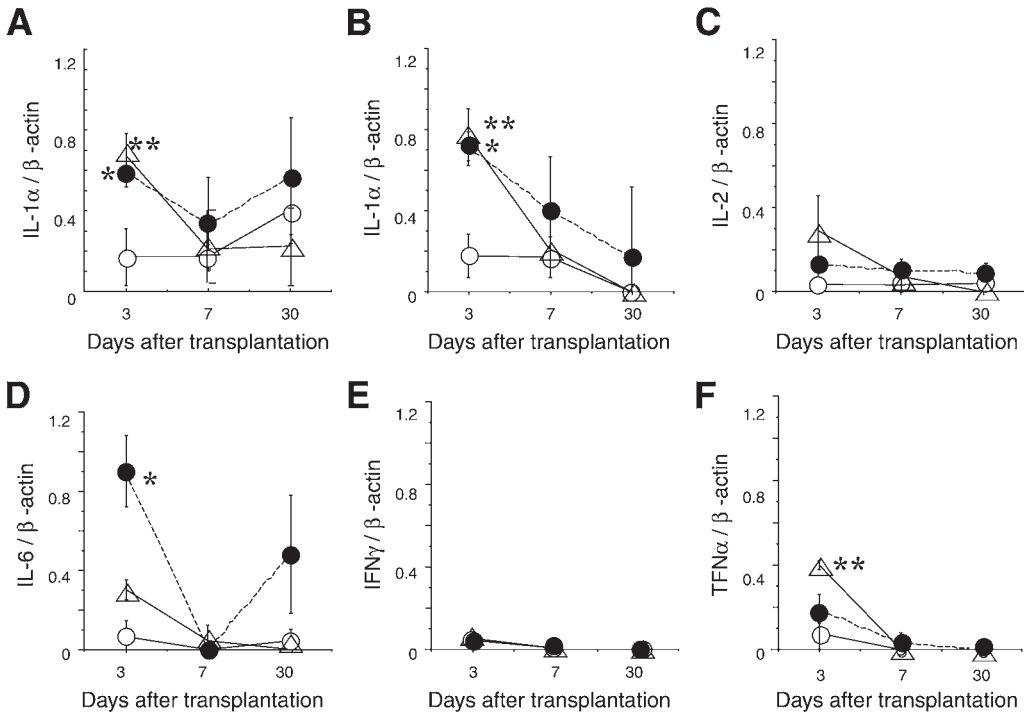 A
IL-1α / β -actin
1.2
0.8
0.4
0
**
*
3 7 30
Days after transplantation
B
IL-1α / β -actin
1.2
0.8
0.4
0
**
*
3 7 30
Days after transplantation
C
IL-2 / β -actin
1.2
0.8
0.4
0
3 7 30
Days after transplantation
D
IL-6 / β -actin
1.2
0.8
0.4
0
*
3 7 30
Days after transplantation
E
IFNγ / β -actin
1.2
0.8
0.4
0
3 7 30
Days after transplantation
F
TFNα / β -actin
1.2
0.8
0.4
0
**
3 7 30
Days after transplantation